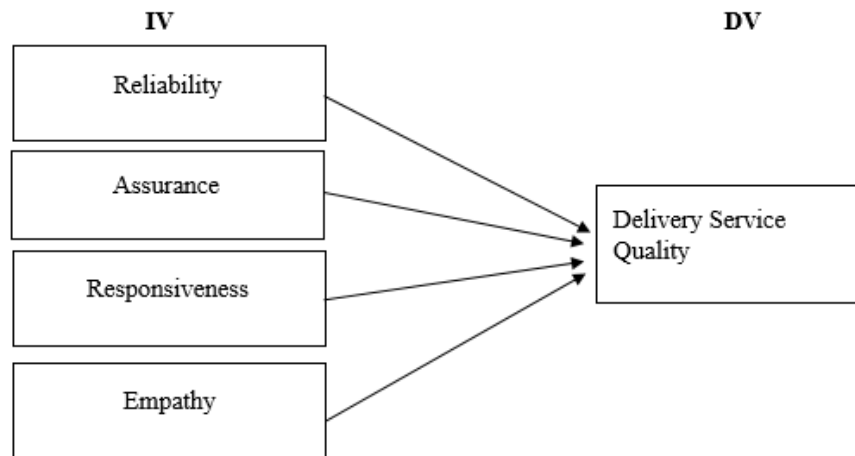 IV
DV
Reliability
Assurance
Responsiveness
Empathy
Delivery Service
Quality